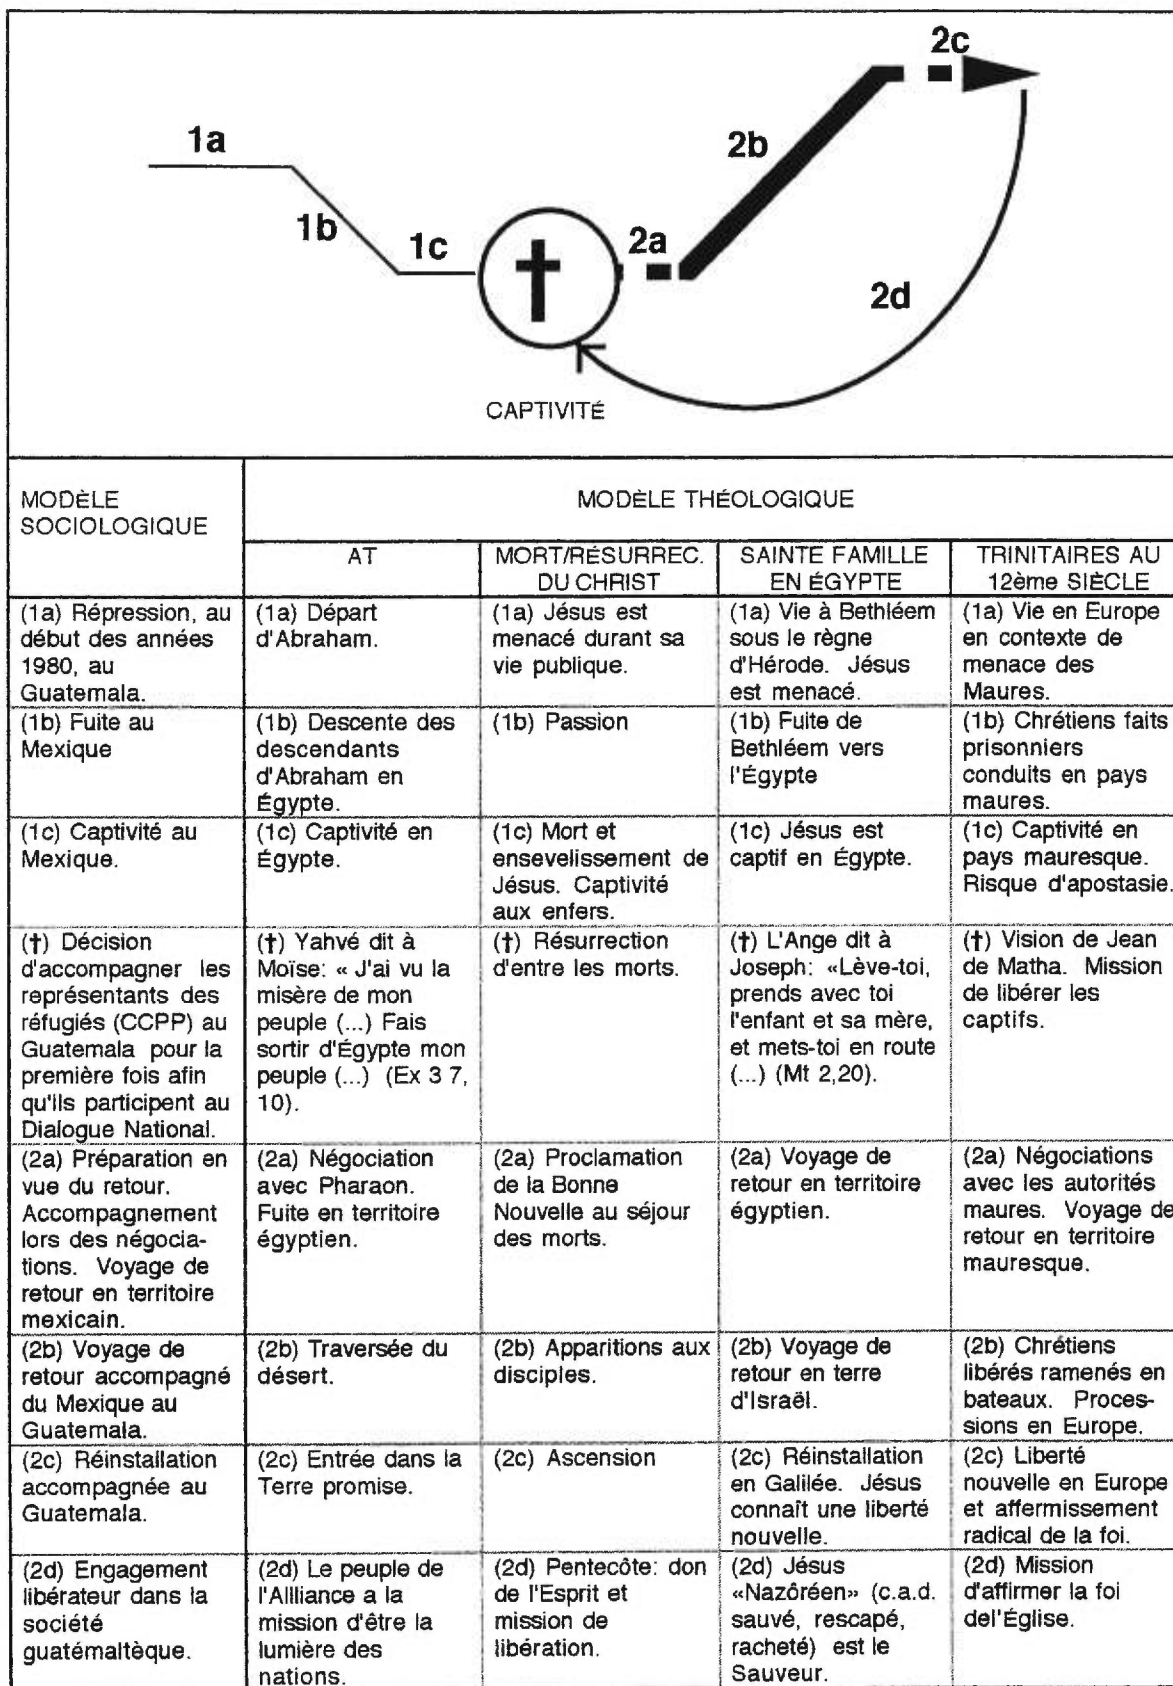 2c
1a
2b
1b
1c
2a
†
2d
CAPTIVITÉ
MODÈLE
SOCIOLOGIQUE
MODÈLE THÉOLOGIQUE
AT
MORT/RÉSURREC.
DU CHRIST
SAINTE FAMILLE
EN ÉGYPTE
TRINITAIRES AU
12ème SIÈCLE
(1a) Répression, au
début des années
1980, au
Guatemala.
(1a) Départ
d'Abraham.
(1a) Jésus est
menacé durant sa
vie publique.
(1a) Vie à Bethléem
sous le règne
d'Hérode. Jésus
est menacé.
(1a) Vie en Europe
en contexte de
menace des
Maures.
(1b) Fuite au
Mexique
(1b) Descente des
descendants
d'Abraham en
Égypte.
(1b) Passion
(1b) Fuite de
Bethléem vers
l'Égypte
(1b) Chrétiens faits
prisonniers
conduits en pays
maures.
(1c) Captivité au
Mexique.
(1c) Captivité en
Égypte.
(1c) Mort et
ensevelissement de
Jésus. Captivité
aux enfers.
(1c) Jésus est
captif en Égypte.
(1c) Captivité en
pays mauresque.
Risque d'apostasie.
(†) Décision
d'accompagner les
représentants des
réfugiés (CCPP) au
Guatemala pour la
première fois afin
qu'ils participent au
Dialogue National.
(†) Yahvé dit à
Moïse: « J'ai vu la
misère de mon
peuple (...) Fais
sortir d'Égypte mon
peuple (...) (Ex 3 7,
10).
(†) Résurrection
d'entre les morts.
(†) L'Ange dit à
Joseph: «Lève-toi,
prends avec toi
l'enfant et sa mère,
et mets-toi en route
(...) (Mt 2,20).
(†) Vision de Jean
de Matha. Mission
de libérer les
captifs.
(2a) Préparation en
vue du retour.
Accompagnement
lors des négocia-
tions. Voyage de
retour en territoire
mexicain.
(2a) Négociation
avec Pharaon.
Fuite en territoire
égyptien.
(2a) Proclamation
de la Bonne
Nouvelle au séjour
des morts.
(2a) Voyage de
retour en territoire
égyptien.
(2a) Négociations
avec les autorités
maures. Voyage de
retour en territoire
mauresque.
(2b) Voyage de
retour accompagné
du Mexique au
Guatemala.
(2b) Traversée du
désert.
(2b) Apparitions aux
disciples.
(2b) Voyage de
retour en terre
d'Israël.
(2b) Chrétiens
libérés ramenés en
bateaux. Proces-
sions en Europe.
(2c) Réinstallation
accompagnée au
Guatemala.
(2c) Entrée dans la
Terre promise.
(2c) Ascension
(2c) Réinstallation
en Galilée. Jésus
connaît une liberté
nouvelle.
(2c) Liberté
nouvelle en Europe
et affermissement
radical de la foi.
(2d) Engagement
libérateur dans la
société
guatémaltèque.
(2d) Le peuple de
l'Allliance a la
mission d'être la
lumière des
nations.
(2d) Pentecôte: don
de l'Esprit et
mission de
libération.
(2d) Jésus
«Nazôréen» (c.a.d.
sauvé, rescapé,
racheté) est le
Sauveur.
(2d) Mission
d'affirmer la foi
del'Église.